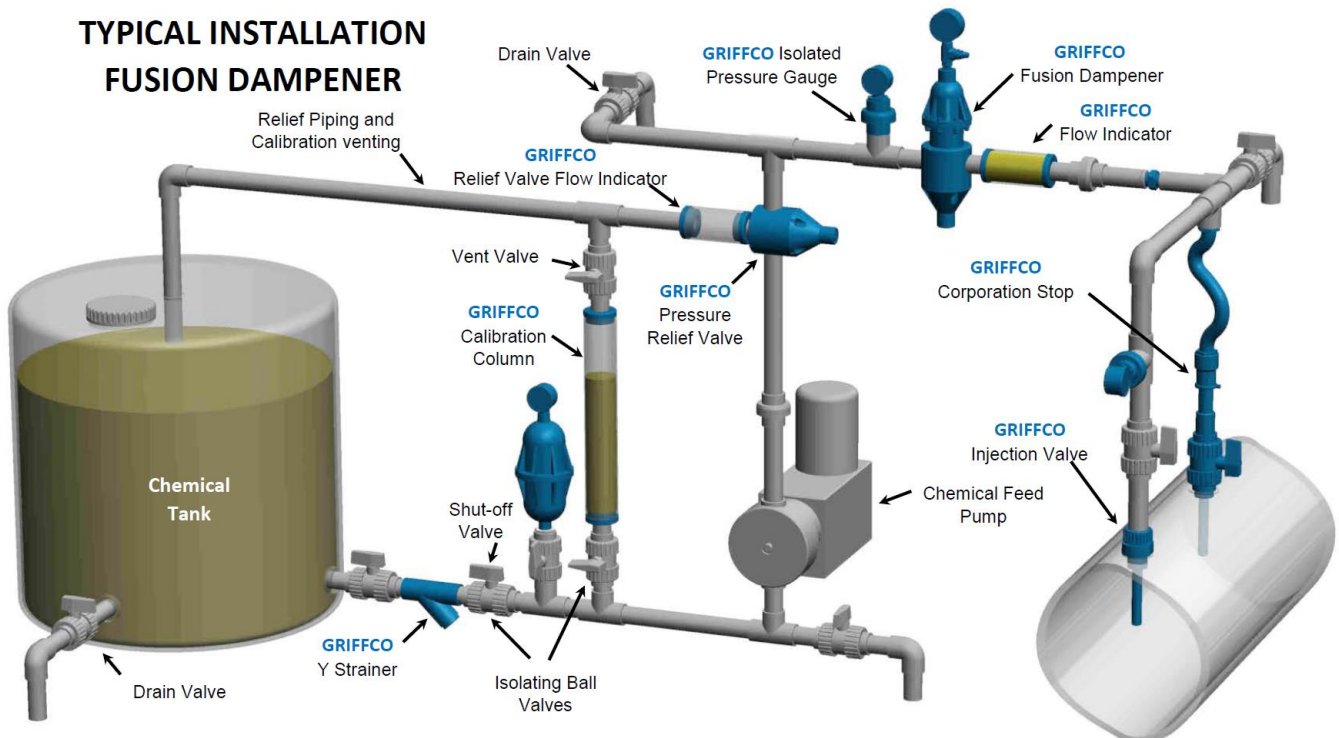 TYPICAL INSTALLATION
FUSION DAMPENER
Drain Valve
GRIFFCO Isolated
Pressure Gauge
GRIFFCO
Fusion Dampener
GRIFFCO
Flow Indicator
Relief Piping and
Calibration venting
GRIFFCO
Relief Valve Flow Indicator
Vent Valve
GRIFFCO
Calibration
Column
GRIFFCO
Pressure
Relief Valve
GRIFFCO
Corporation Stop
GRIFFCO
Injection Valve
Chemical
Tank
Shut-off
Valve
Chemical Feed
Pump
GRIFFCO
Y Strainer
Isolating Ball
Valves
Drain Valve